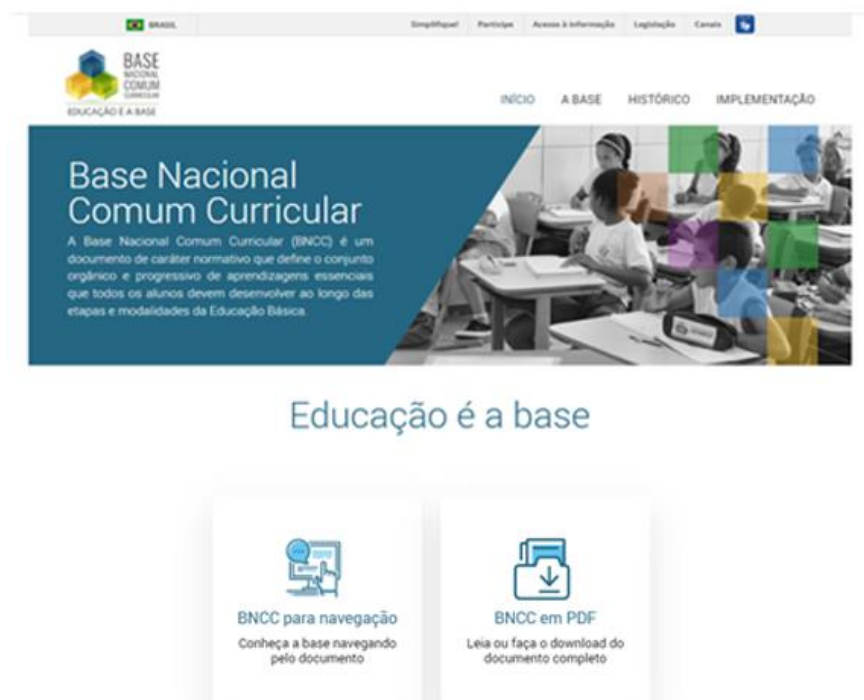 BRASIL
Simplifique! Participe Acesso à informação Legislação Canais
BASE
NACIONAL
COMUM
CURRICULAR
EDUCAÇÃO É A BASE
INÍCIO A BASE HISTÓRICO IMPLEMENTAÇÃO
Base Nacional
Comum Curricular
A Base Nacional Comum Curricular (BNCC) é um
documento de caráter normativo que define o conjunto
orgânico e progressivo de aprendizagens essenciais
que todos os alunos devem desenvolver ao longo das
etapas e modalidades da Educação Básica.
Educação é a base
BNCC para navegação
Conheça a base navegando
pelo documento
BNCC em PDF
Leia ou faça o download do
documento completo